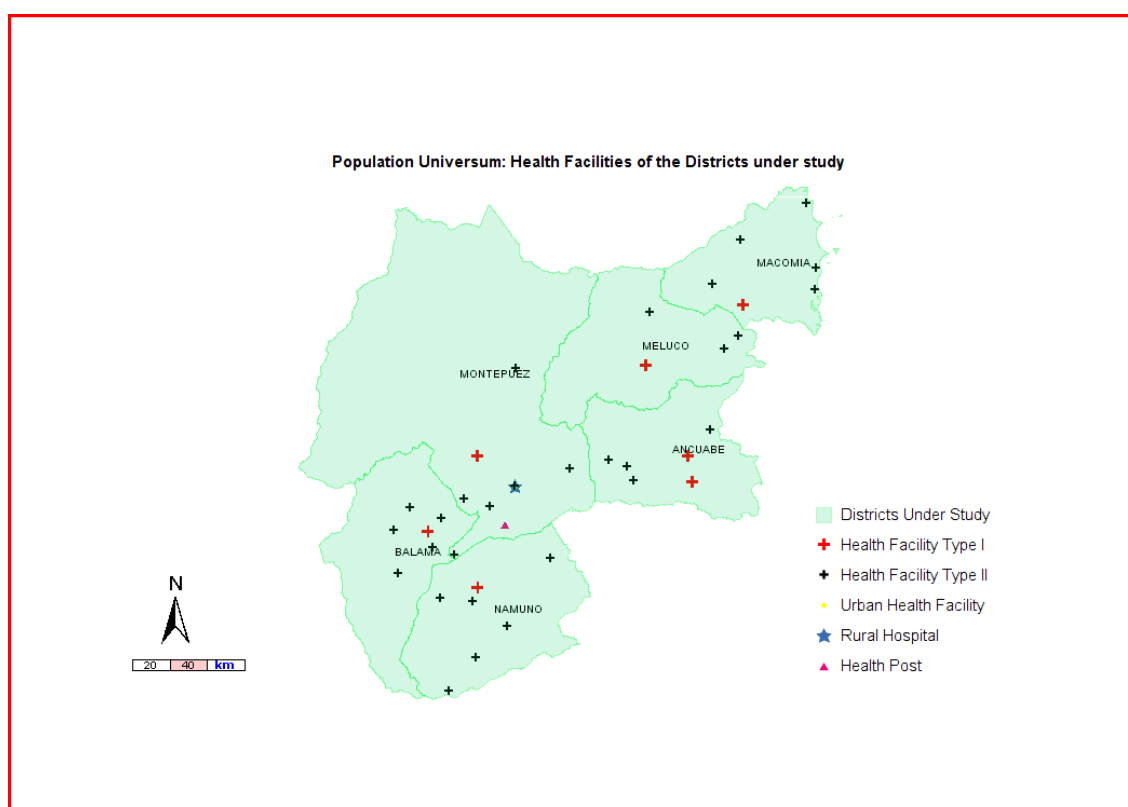 Population Universum: Health Facilities of the Districts under study
MACOMIA
MELUCO
MONTEPUEZ
ANCUABE
BALAMA
NAMUNO
Districts Under Study
Health Facility Type I
Health Facility Type II
Urban Health Facility
Rural Hospital
Health Post
N
20 40 km